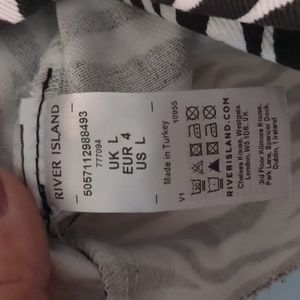 RIVER ISLAND
5057112988493
777094
UK L
EUR 4
US L
Made in Turkey
10955
V1
RIVERISLAND.COM
Chelsea House, Westgate,
London, W5 1DR, UK
3rd Floor Kilmore House,
Park Lane, Spencer Dock,
Dublin, 1 Ireland